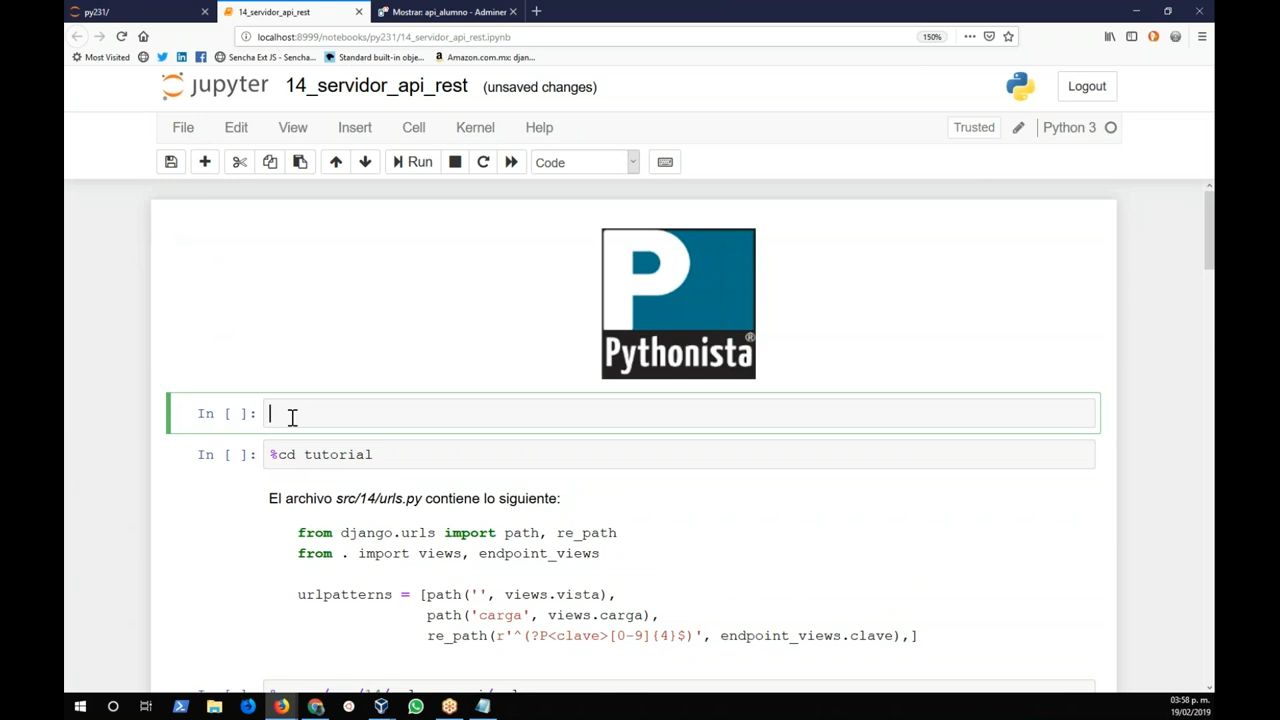 py231/
14_servidor_api_rest
Mostrar: api_alumno - Adminer
localhost:8999/notebooks/py231/14_servidor_api_rest.ipynb
150%
Most Visited
Sencha Ext JS - Sencha...
Standard built-in obje...
Amazon.com.mx: djan...
jupyter
14_servidor_api_rest
(unsaved changes)
Logout
File
Edit
View
Insert
Cell
Kernel
Help
Trusted
Python 3
Run
Code
P
Pythonista®
In [ ]:
In [ ]: %cd tutorial
El archivo src/14/urls.py contiene lo siguiente:
from django.urls import path, re_path
from . import views, endpoint_views
urlpatterns = [path('', views.vista),
path('carga', views.carga),
re_path(r'^(?P<clave>[0-9]{4}$)', endpoint_views.clave),]
03:58 p. m.
19/02/2019